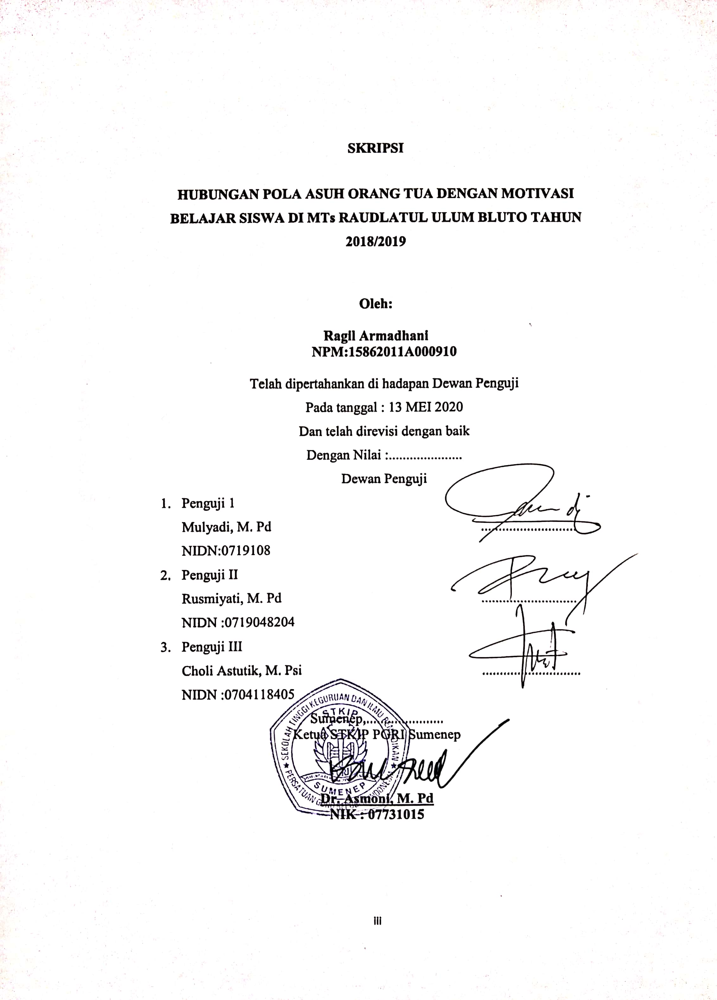 SKRIPSI
HUBUNGAN POLA ASUH ORANG TUA DENGAN MOTIVASI
BELAJAR SISWA DI MTs RAUDLATUL ULUM BLUTO TAHUN
2018/2019
Oleh:
Ragil Armadhani
NPM:15862011A000910
Telah dipertahankan di hadapan Dewan Penguji
Pada tanggal : 13 MEI 2020
Dan telah direvisi dengan baik
Dengan Nilai :.....................
Dewan Penguji
1. Penguji 1
Mulyadi, M. Pd
NIDN:0719108
2. Penguji II
Rusmiyati, M. Pd
NIDN :0719048204
3. Penguji III
Choli Astutik, M. Psi
NIDN :0704118405
SEKOLAH TINGGI KEGURUAN DAN ILMU PENDIDIKAN
STKIP
Sumenep,......................
Ketua STKIP PGRI Sumenep
SUMENEP
PERSATUAN GURU REPUBLIK INDONESIA
Dr. Asmoni, M. Pd
NIK : 07731015
iii